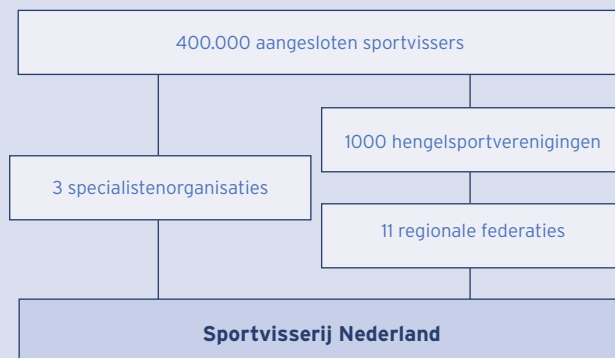 400.000 aangesloten sportvissers
1000 hengelsportverenigingen
3 specialistenorganisaties
11 regionale federaties
Sportvisserij Nederland